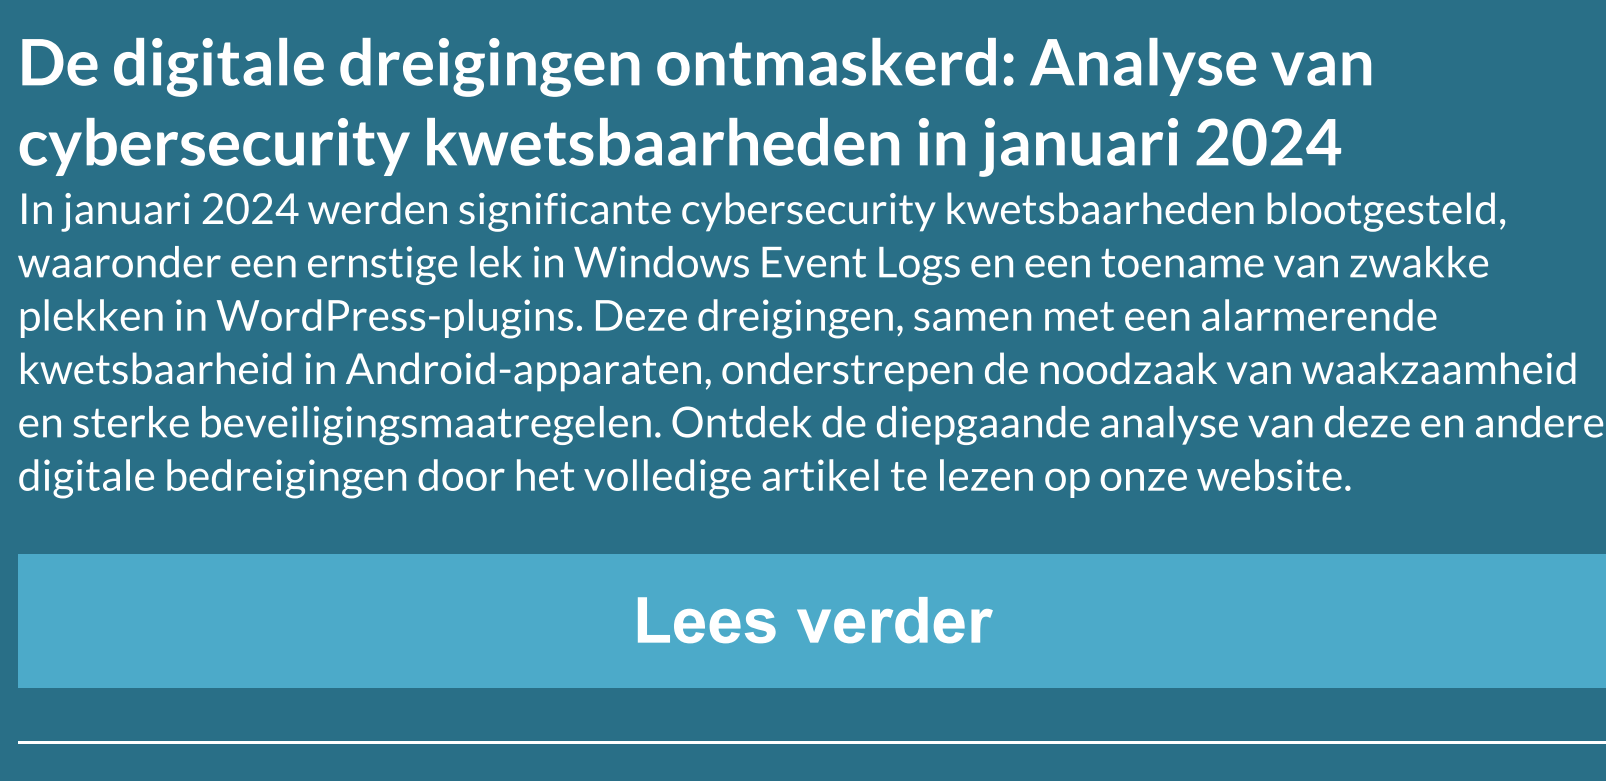 De digitale dreigingen ontmaskerd: Analyse van
cybersecurity kwetsbaarheden in januari 2024
In januari 2024 werden significante cybersecurity kwetsbaarheden blootgesteld,
waaronder een ernstige lek in Windows Event Logs en een toename van zwakke
plekken in WordPress-plugins. Deze dreigingen, samen met een alarmerende
kwetsbaarheid in Android-apparaten, onderstrepen de noodzaak van waakzaamheid
en sterke beveiligingsmaatregelen. Ontdek de diepgaande analyse van deze en andere
digitale bedreigingen door het volledige artikel te lezen op onze website.
Lees verder